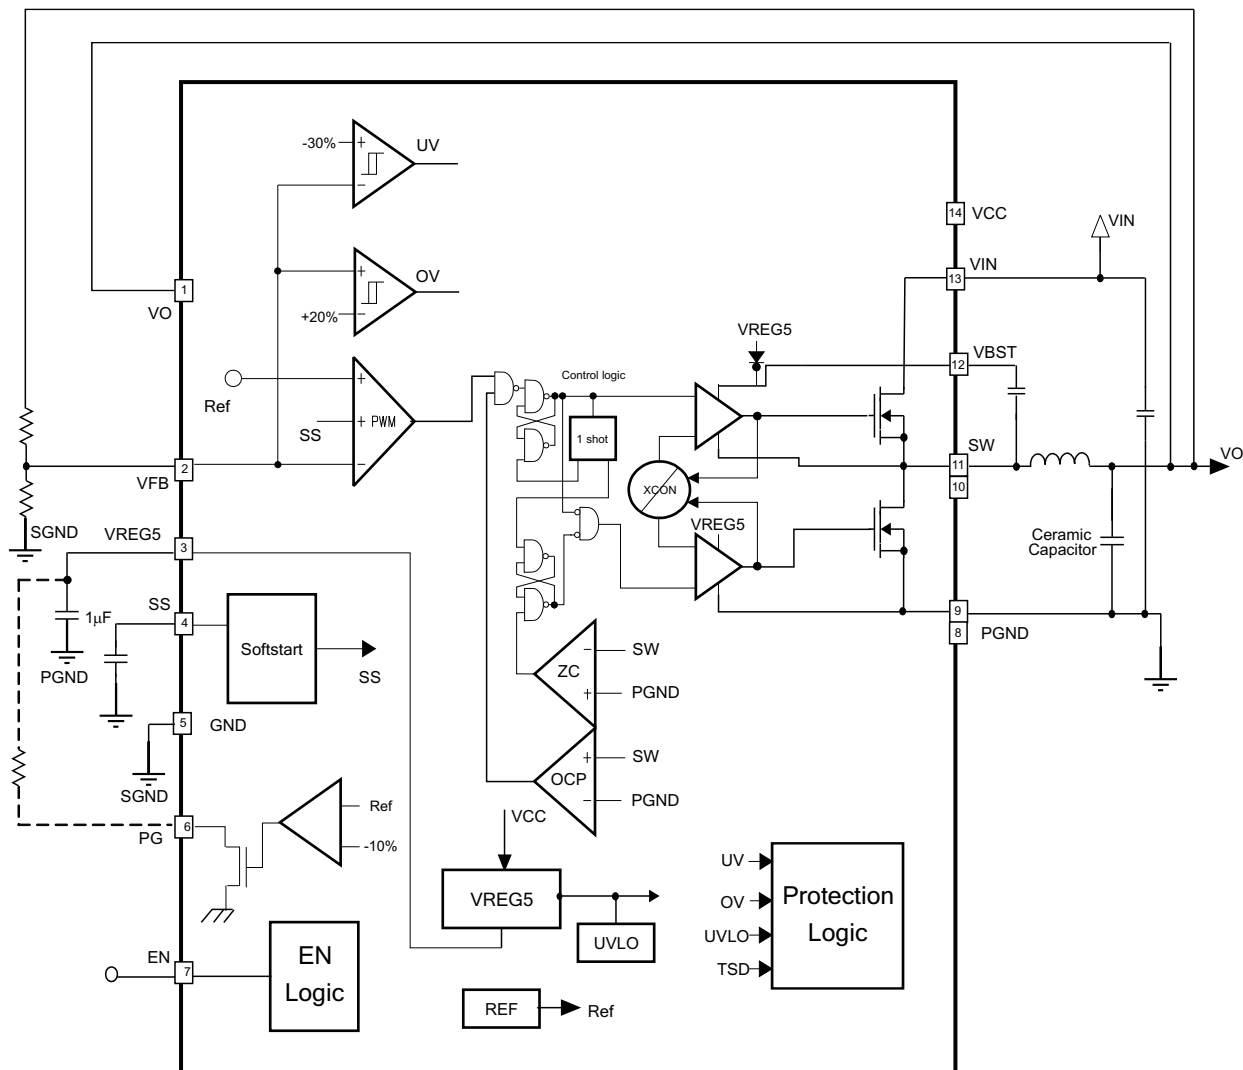 -30%
+
−
UV
14
VCC
VIN
VIN
13
+
OV
+20%
−
1
VO
VREG5
VBST
12
Control logic
Ref
+
SS
+
PWM
−
1 shot
SW
11
10
VO
2
VFB
XCON
SGND
VREG5
3
VREG5
Ceramic
Capacitor
1µF
SS
4
Softstart
SS
PGND
9
8
PGND
−
SW
ZC
+
PGND
5
GND
SGND
+
SW
OCP
−
PGND
6
PG
Ref
-10%
VCC
VREG5
UVLO
UV
OV
UVLO
TSD
Protection
Logic
EN
7
EN
Logic
REF
Ref